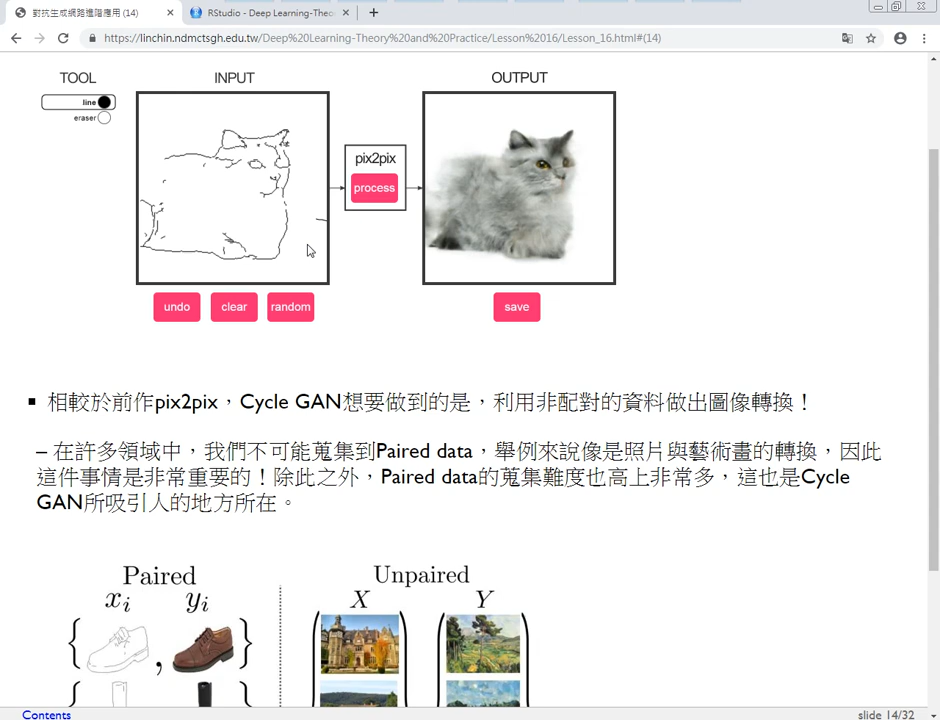 對抗生成網路進階應用 (14)
RStudio - Deep Learning-Theo
https://linchin.ndmctsgh.edu.tw/Deep%20Learning-Theory%20and%20Practice/Lesson%2016/Lesson_16.html#(14)
TOOL
INPUT
OUTPUT
line
eraser
pix2pix
process
undo
clear
random
save
▪ 相較於前作pix2pix，Cycle GAN想要做到的是，利用非配對的資料做出圖像轉換！
– 在許多領域中，我們不可能蒐集到Paired data，舉例來說像是照片與藝術畫的轉換，因此
這件事情是非常重要的！除此之外，Paired data的蒐集難度也高上非常多，這也是Cycle
GAN所吸引人的地方所在。
Paired
Unpaired
xi
yi
X
Y
{ , }
Contents
slide 14/32